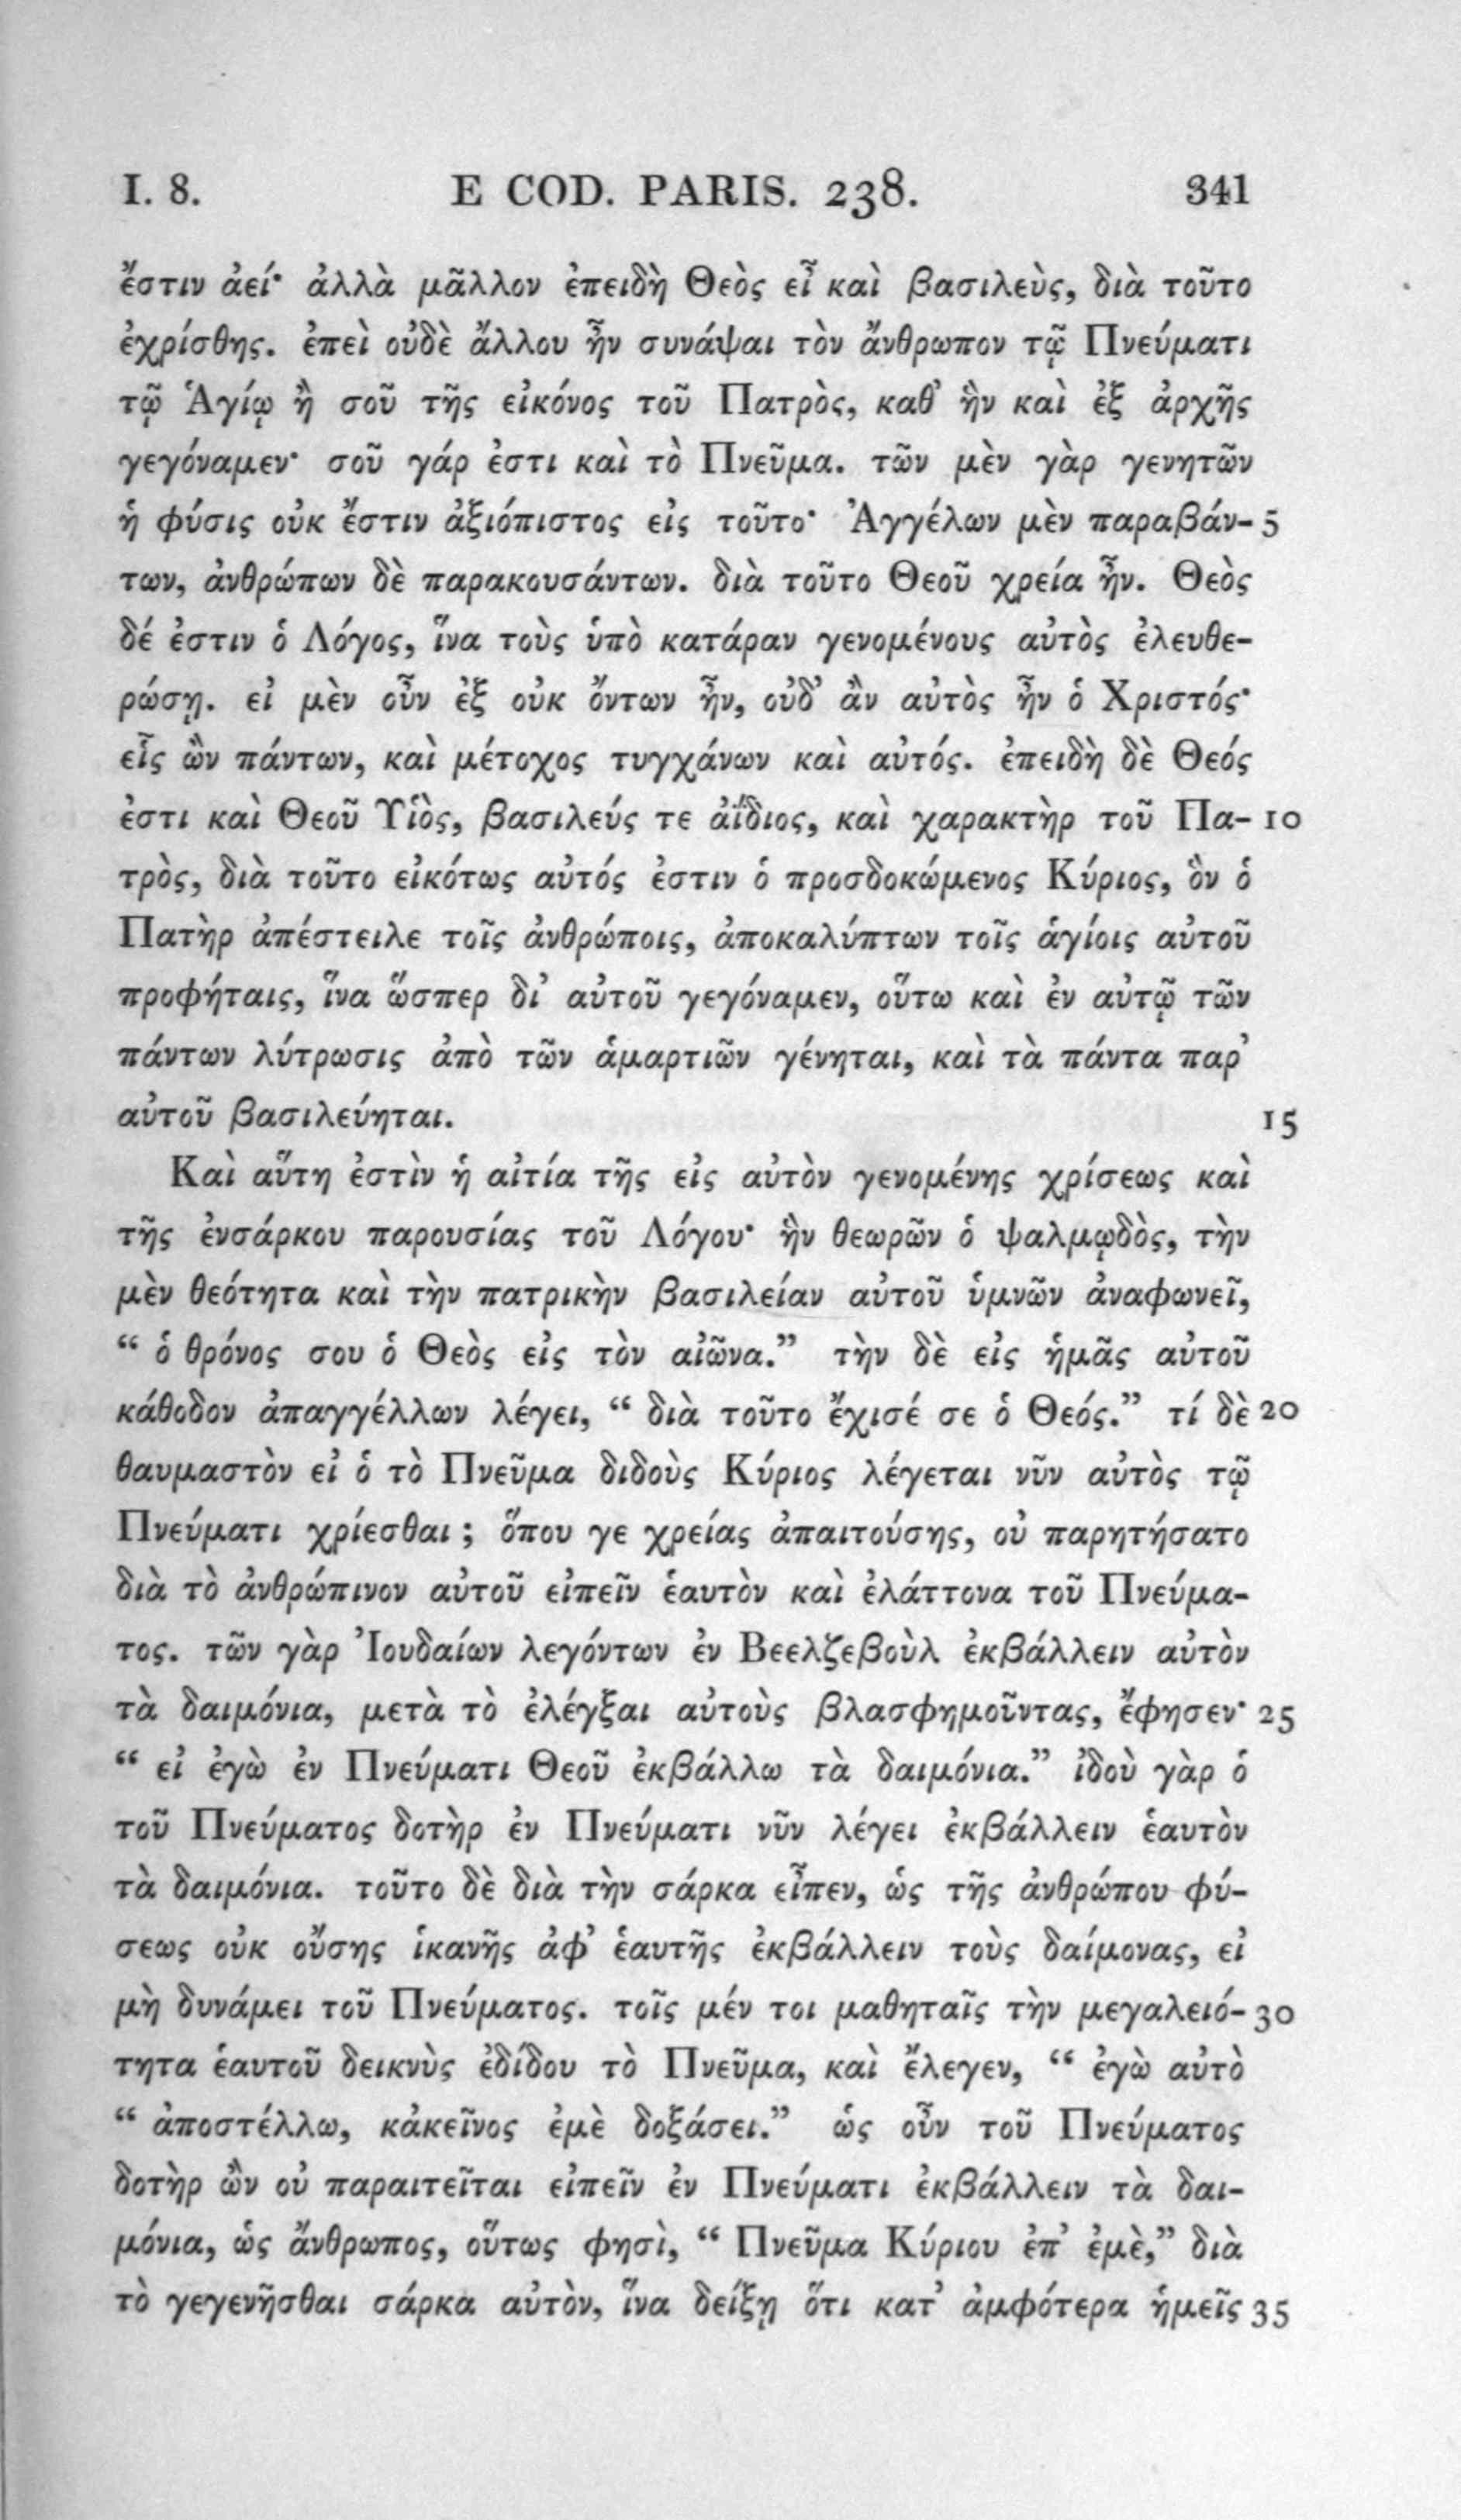 I. 8. E COD. PARIS. 238. 341
ἔστιν ἀεί· ἀλλὰ μᾶλλον ἐπειδὴ Θεὸς εἶ καὶ βασιλεὺς, διὰ τοῦτο
ἐχρίσθης. ἐπεὶ οὐδὲ ἄλλου ἦν συνάψαι τὸν ἄνθρωπον τῷ Πνεύματι
τῷ Ἁγίῳ ἢ σοῦ τῆς εἰκόνος τοῦ Πατρὸς, καθ’ ἣν καὶ ἐξ ἀρχῆς
γεγόναμεν· σοῦ γάρ ἐστι καὶ τὸ Πνεῦμα. τῶν μὲν γὰρ γενητῶν
ἡ φύσις οὐκ ἔστιν ἀξιόπιστος εἰς τοῦτο· Ἀγγέλων μὲν παραβάν- 5
των, ἀνθρώπων δὲ παρακουσάντων. διὰ τοῦτο Θεοῦ χρεία ἦν. Θεὸς
δέ ἐστιν ὁ Λόγος, ἵνα τοὺς ὑπὸ κατάραν γενομένους αὐτὸς ἐλευθε-
ρώσῃ. εἰ μὲν οὖν ἐξ οὐκ ὄντων ἦν, οὐδ’ ἂν αὐτὸς ἦν ὁ Χριστός·
εἷς ὢν πάντων, καὶ μέτοχος τυγχάνων καὶ αὐτός. ἐπειδὴ δὲ Θεός
ἐστι καὶ Θεοῦ Υἱὸς, βασιλεύς τε ἀΐδιος, καὶ χαρακτὴρ τοῦ Πα- 10
τρὸς, διὰ τοῦτο εἰκότως αὐτός ἐστιν ὁ προσδοκώμενος Κύριος, ὃν ὁ
Πατὴρ ἀπέστειλε τοῖς ἀνθρώποις, ἀποκαλύπτων τοῖς ἁγίοις αὐτοῦ
προφήταις, ἵνα ὥσπερ δι’ αὐτοῦ γεγόναμεν, οὕτω καὶ ἐν αὐτῷ τῶν
πάντων λύτρωσις ἀπὸ τῶν ἁμαρτιῶν γένηται, καὶ τὰ πάντα παρ’
αὐτοῦ βασιλεύηται. 15
Καὶ αὕτη ἐστὶν ἡ αἰτία τῆς εἰς αὐτὸν γενομένης χρίσεως καὶ
τῆς ἐνσάρκου παρουσίας τοῦ Λόγου· ἣν θεωρῶν ὁ ψαλμῳδὸς, τὴν
μὲν θεότητα καὶ τὴν πατρικὴν βασιλείαν αὐτοῦ ὑμνῶν ἀναφωνεῖ,
“ ὁ θρόνος σου ὁ Θεὸς εἰς τὸν αἰῶνα.” τὴν δὲ εἰς ἡμᾶς αὐτοῦ
κάθοδον ἀπαγγέλλων λέγει, “ διὰ τοῦτο ἔχισέ σε ὁ Θεός.” τί δὲ 20
θαυμαστὸν εἰ ὁ τὸ Πνεῦμα διδοὺς Κύριος λέγεται νῦν αὐτὸς τῷ
Πνεύματι χρίεσθαι ; ὅπου γε χρείας ἀπαιτούσης, οὐ παρητήσατο
διὰ τὸ ἀνθρώπινον αὐτοῦ εἰπεῖν ἑαυτὸν καὶ ἐλάττονα τοῦ Πνεύμα-
τος. τῶν γὰρ Ἰουδαίων λεγόντων ἐν Βεελζεβοὺλ ἐκβάλλειν αὐτὸν
τὰ δαιμόνια, μετὰ τὸ ἐλέγξαι αὐτοὺς βλασφημοῦντας, ἔφησεν· 25
“ εἰ ἐγὼ ἐν Πνεύματι Θεοῦ ἐκβάλλω τὰ δαιμόνια.” ἰδοὺ γὰρ ὁ
τοῦ Πνεύματος δοτὴρ ἐν Πνεύματι νῦν λέγει ἐκβάλλειν ἑαυτὸν
τὰ δαιμόνια. τοῦτο δὲ διὰ τὴν σάρκα εἶπεν, ὡς τῆς ἀνθρώπου φύ-
σεως οὐκ οὔσης ἱκανῆς ἀφ’ ἑαυτῆς ἐκβάλλειν τοὺς δαίμονας, εἰ
μὴ δυνάμει τοῦ Πνεύματος. τοῖς μέν τοι μαθηταῖς τὴν μεγαλειό- 30
τητα ἑαυτοῦ δεικνὺς ἐδίδου τὸ Πνεῦμα, καὶ ἔλεγεν, “ ἐγὼ αὐτὸ
“ ἀποστέλλω, κἀκεῖνος ἐμὲ δοξάσει.” ὡς οὖν τοῦ Πνεύματος
δοτὴρ ὢν οὐ παραιτεῖται εἰπεῖν ἐν Πνεύματι ἐκβάλλειν τὰ δαι-
μόνια, ὡς ἄνθρωπος, οὕτως φησὶ, “ Πνεῦμα Κύριου ἐπ’ ἐμὲ,” διὰ
τὸ γεγενῆσθαι σάρκα αὐτὸν, ἵνα δείξῃ ὅτι κατ’ ἀμφότερα ἡμεῖς 35